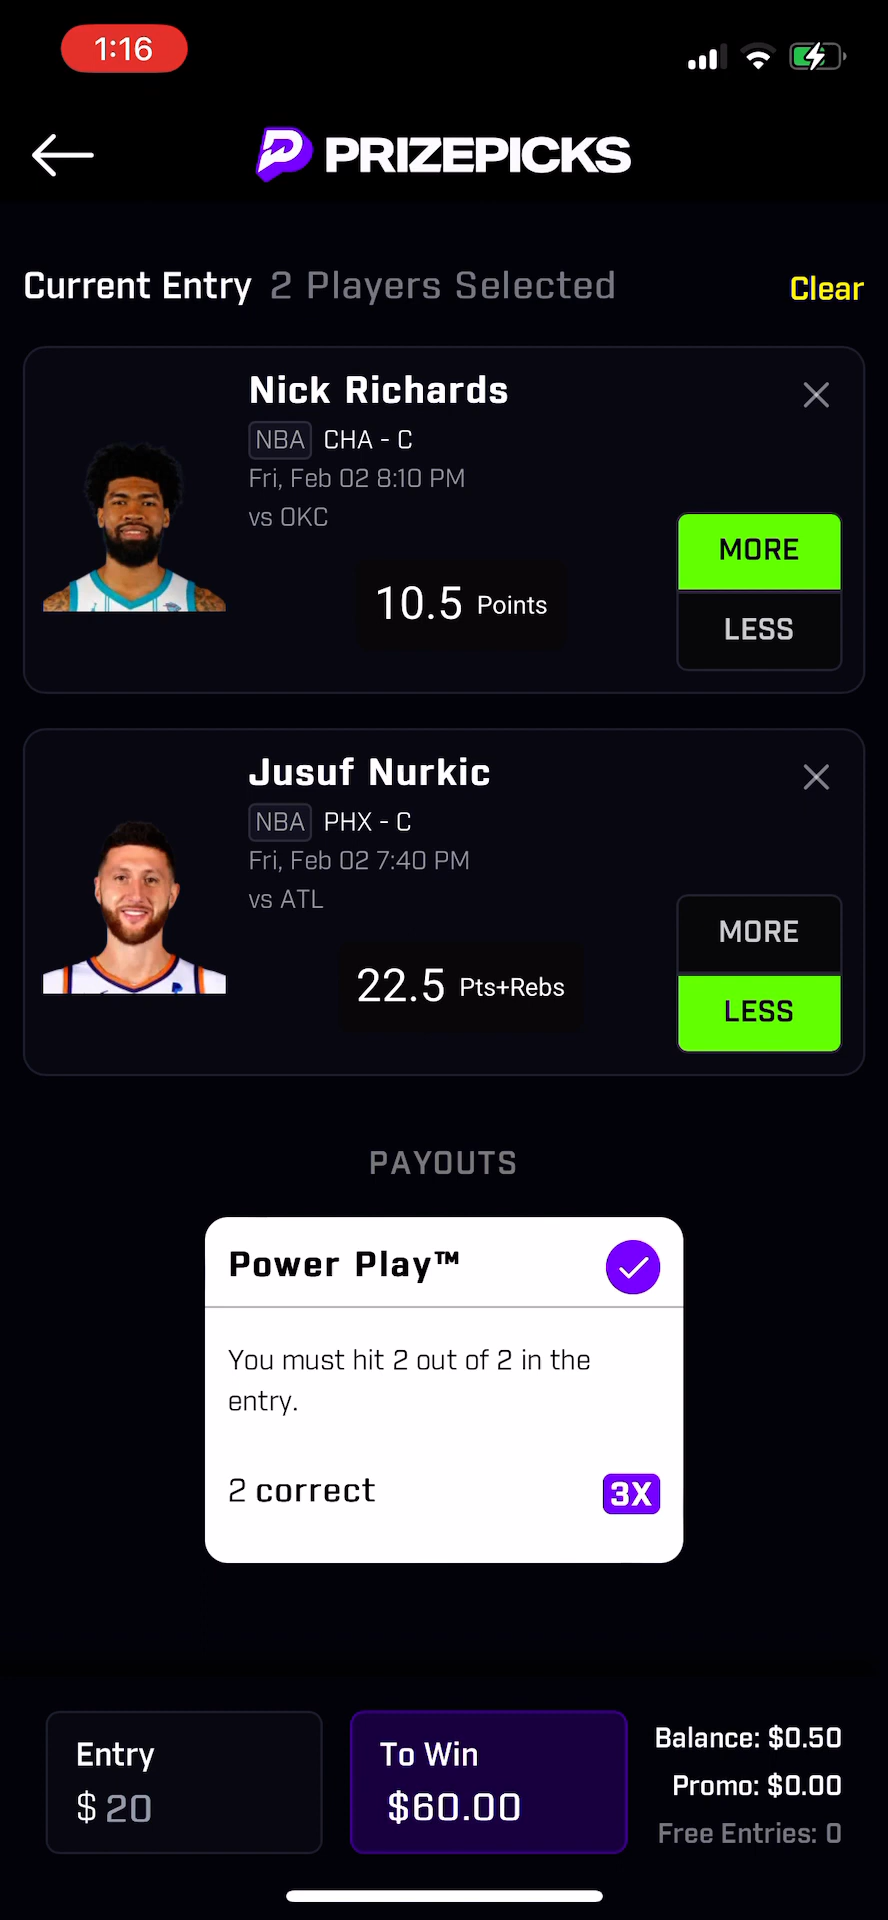 1:16
PRIZEPICKS
Current Entry 2 Players Selected
Clear
Nick Richards
NBA CHA - C
Fri, Feb 02 8:10 PM
vs OKC
MORE
10.5 Points
LESS
Jusuf Nurkic
NBA PHX - C
Fri, Feb 02 7:40 PM
vs ATL
MORE
22.5 Pts+Rebs
LESS
PAYOUTS
Power Play™
You must hit 2 out of 2 in the
entry.
2 correct 3X
Entry
$ 20
To Win
$60.00
Balance: $0.50
Promo: $0.00
Free Entries: 0